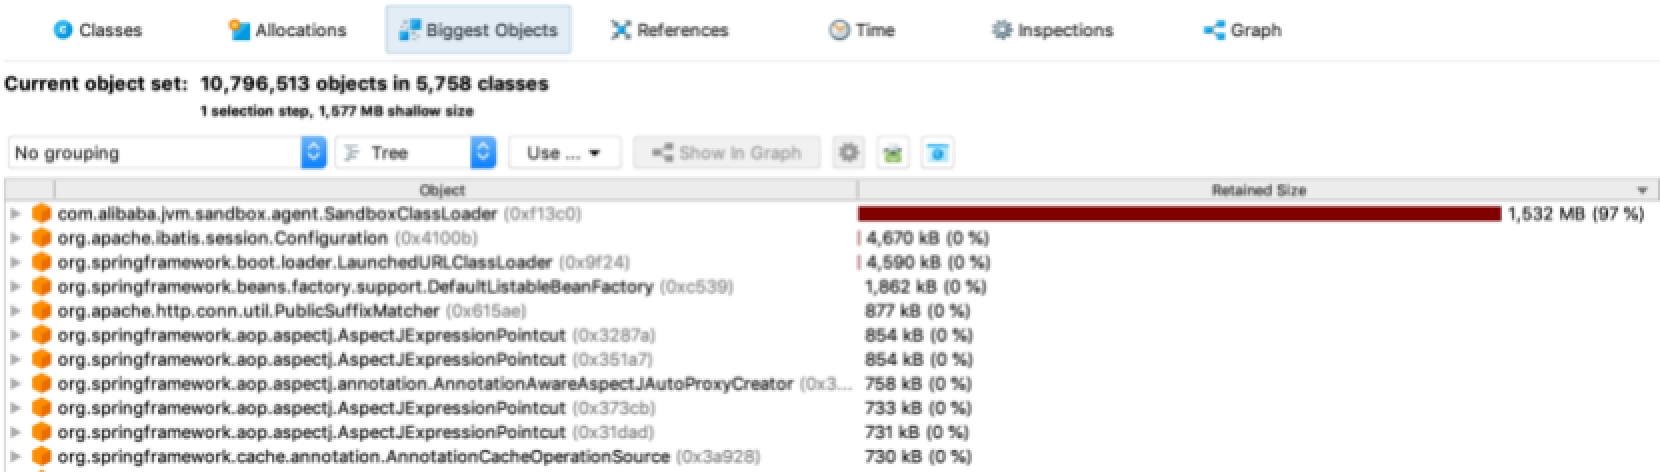 Classes Allocations Biggest Objects References Time Inspections Graph
Current object set: 10,796,513 objects in 5,758 classes
1 selection step, 1,577 MB shallow size
No grouping Tree Use ... Show In Graph
Object Retained Size
com.alibaba.jvm.sandbox.agent.SandboxClassLoader (0xf13c0) 1,532 MB (97 %)
org.apache.ibatis.session.Configuration (0x4100b) 4,670 kB (0 %)
org.springframework.boot.loader.LaunchedURLClassLoader (0x9f24) 4,590 kB (0 %)
org.springframework.beans.factory.support.DefaultListableBeanFactory (0xc539) 1,862 kB (0 %)
org.apache.http.conn.util.PublicSuffixMatcher (0x615ae) 877 kB (0 %)
org.springframework.aop.aspectj.AspectJExpressionPointcut (0x3287a) 854 kB (0 %)
org.springframework.aop.aspectj.AspectJExpressionPointcut (0x351a7) 854 kB (0 %)
org.springframework.aop.aspectj.annotation.AnnotationAwareAspectJAutoProxyCreator (0x3... 758 kB (0 %)
org.springframework.aop.aspectj.AspectJExpressionPointcut (0x373cb) 733 kB (0 %)
org.springframework.aop.aspectj.AspectJExpressionPointcut (0x31dad) 731 kB (0 %)
org.springframework.cache.annotation.AnnotationCacheOperationSource (0x3a928) 730 kB (0 %)